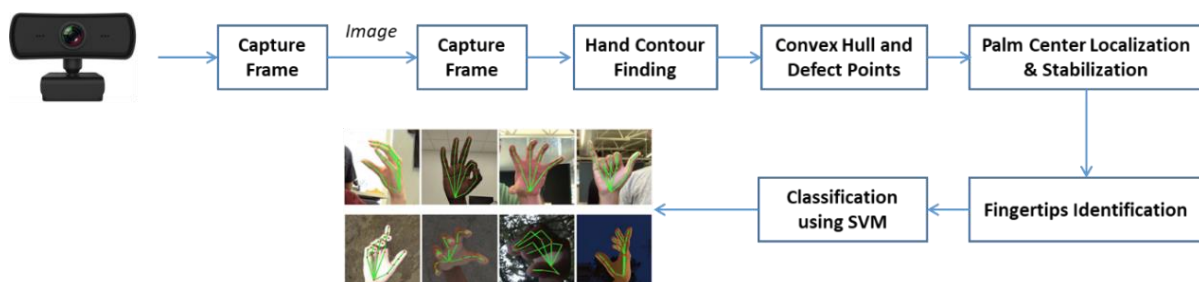 Capture
Frame
Image
Capture
Frame
Hand Contour
Finding
Convex Hull and
Defect Points
Palm Center Localization
& Stabilization
Classification
using SVM
Fingertips Identification